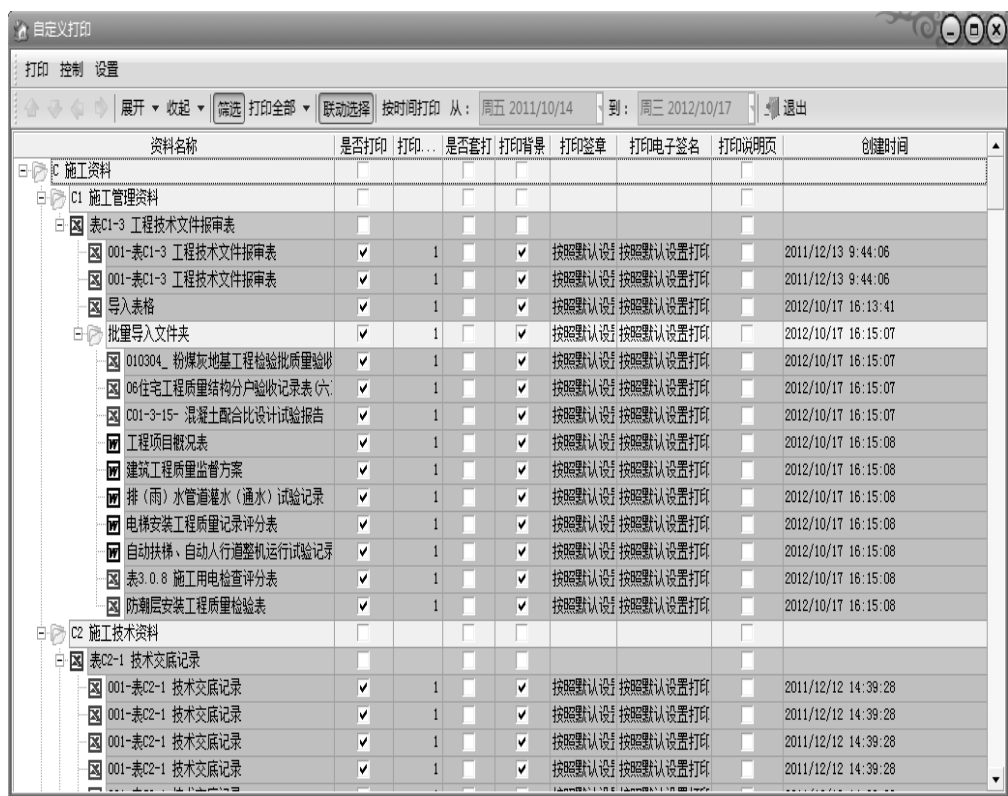 自定义打印
打印 控制 设置
展开 收起 筛选 打印全部 联动选择 按时间打印 从: 周五 2011/10/14 到: 周三 2012/10/17 退出
资料名称 是否打印 打印... 是否套打 打印背景 打印签章 打印电子签名 打印说明页 创建时间
C 施工资料
C1 施工管理资料
表C1-3 工程技术文件报审表
001-表C1-3 工程技术文件报审表 1 按照默认设 按照默认设置打印 2011/12/13 9:44:06
001-表C1-3 工程技术文件报审表 1 按照默认设 按照默认设置打印 2011/12/13 9:44:06
导入表格 1 按照默认设 按照默认设置打印 2012/10/17 16:13:41
批量导入文件夹 1 按照默认设 按照默认设置打印 2012/10/17 16:15:07
010304_ 粉煤灰地基工程检验批质量验收 1 按照默认设 按照默认设置打印 2012/10/17 16:15:07
06住宅工程质量结构分户验收记录表(六) 1 按照默认设 按照默认设置打印 2012/10/17 16:15:07
C01-3-15- 混凝土配合比设计试验报告 1 按照默认设 按照默认设置打印 2012/10/17 16:15:07
工程项目概况表 1 按照默认设 按照默认设置打印 2012/10/17 16:15:08
建筑工程质量监督方案 1 按照默认设 按照默认设置打印 2012/10/17 16:15:08
排（雨）水管道灌水（通水）试验记录 1 按照默认设 按照默认设置打印 2012/10/17 16:15:08
电梯安装工程质量记录评分表 1 按照默认设 按照默认设置打印 2012/10/17 16:15:08
自动扶梯、自动人行道整机运行试验记录 1 按照默认设 按照默认设置打印 2012/10/17 16:15:08
表3.0.8 施工用电检查评分表 1 按照默认设 按照默认设置打印 2012/10/17 16:15:08
防潮层安装工程质量检验表 1 按照默认设 按照默认设置打印 2012/10/17 16:15:08
C2 施工技术资料
表C2-1 技术交底记录
001-表C2-1 技术交底记录 1 按照默认设 按照默认设置打印 2011/12/12 14:39:28
001-表C2-1 技术交底记录 1 按照默认设 按照默认设置打印 2011/12/12 14:39:28
001-表C2-1 技术交底记录 1 按照默认设 按照默认设置打印 2011/12/12 14:39:28
001-表C2-1 技术交底记录 1 按照默认设 按照默认设置打印 2011/12/12 14:39:28